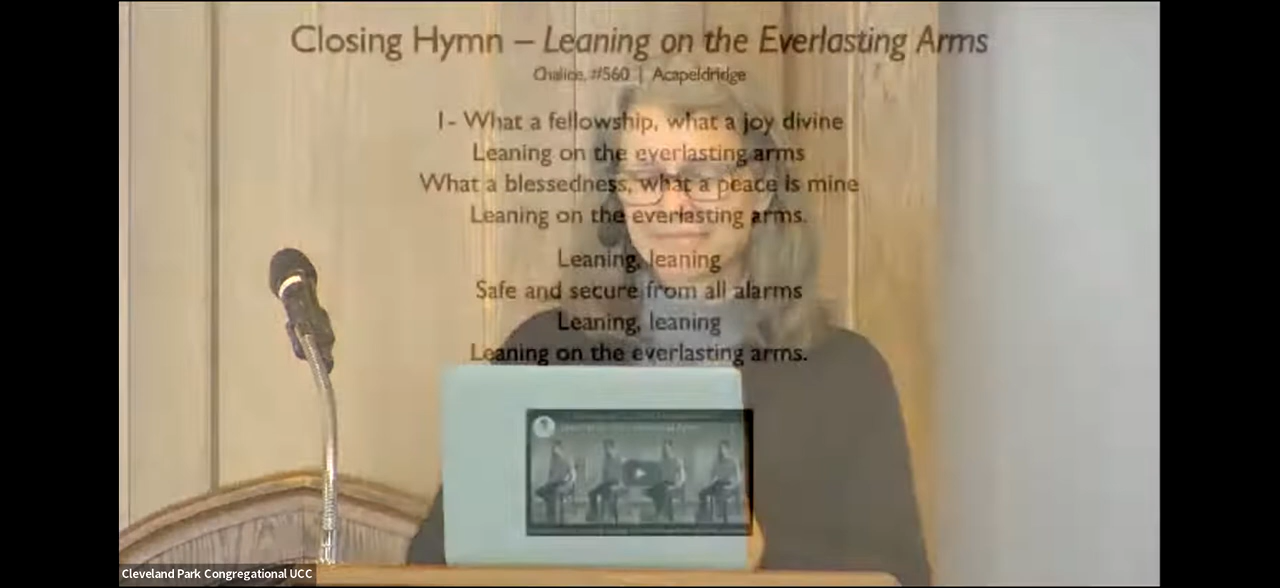 Closing Hymn – Leaning on the Everlasting Arms
Chalice, #560 | Acapeldridge
1- What a fellowship, what a joy divine
Leaning on the everlasting arms
What a blessedness, what a peace is mine
Leaning on the everlasting arms.
Leaning, leaning
Safe and secure from all alarms
Leaning, leaning
Leaning on the everlasting arms.
Cleveland Park Congregational UCC